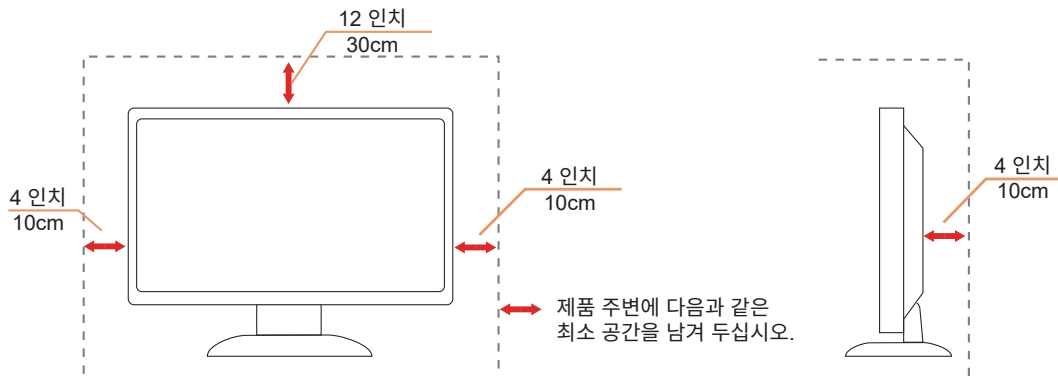 12 인치
30cm
4 인치
10cm
4 인치
10cm
제품 주변에 다음과 같은
최소 공간을 남겨 두십시오.
4 인치
10cm